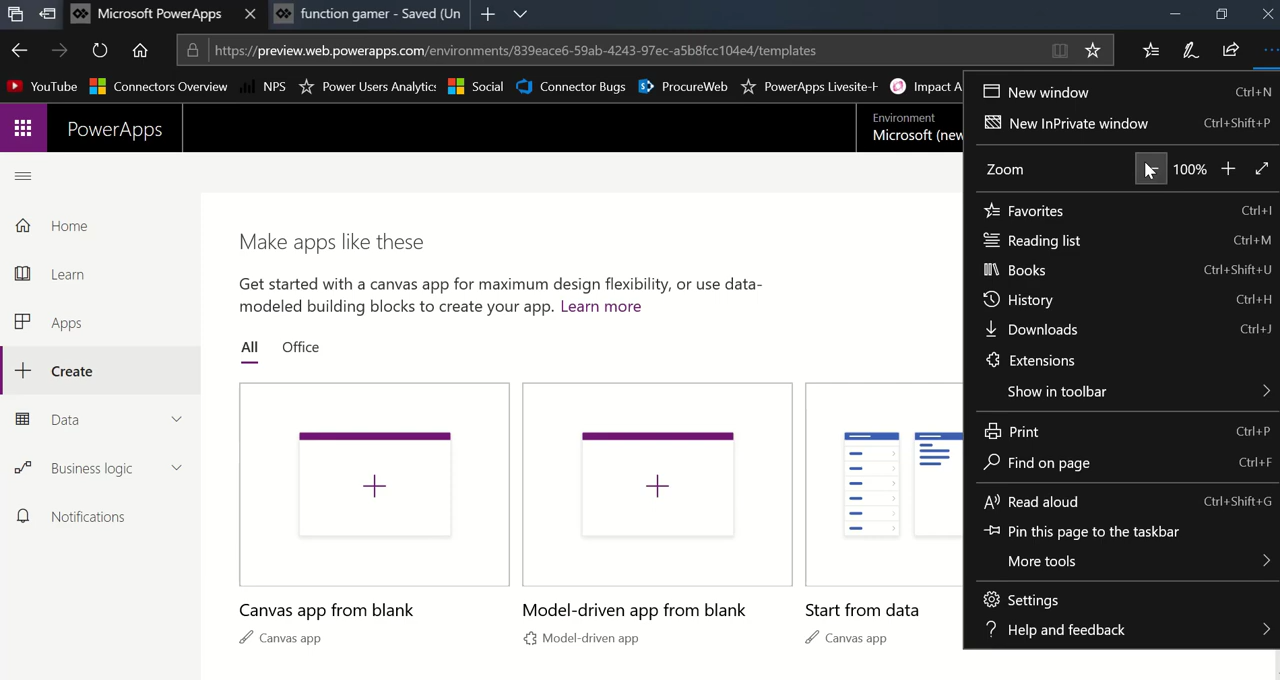 Microsoft PowerApps
function gamer - Saved (Un
https://preview.web.powerapps.com/environments/839eace6-59ab-4243-97ec-a5b8fcc104e4/templates
YouTube
Connectors Overview
NPS
Power Users Analytics
Social
Connector Bugs
ProcureWeb
PowerApps Livesite-H
Impact A
PowerApps
Environment
Microsoft (new
Home
Learn
Apps
Create
Data
Business logic
Notifications
Make apps like these
Get started with a canvas app for maximum design flexibility, or use data-
modeled building blocks to create your app. Learn more
All
Office
Canvas app from blank
Canvas app
Model-driven app from blank
Model-driven app
Start from data
Canvas app
New window Ctrl+N
New InPrivate window Ctrl+Shift+P
Zoom 100%
Favorites Ctrl+I
Reading list Ctrl+M
Books Ctrl+Shift+U
History Ctrl+H
Downloads Ctrl+J
Extensions
Show in toolbar
Print Ctrl+P
Find on page Ctrl+F
Read aloud Ctrl+Shift+G
Pin this page to the taskbar
More tools
Settings
Help and feedback